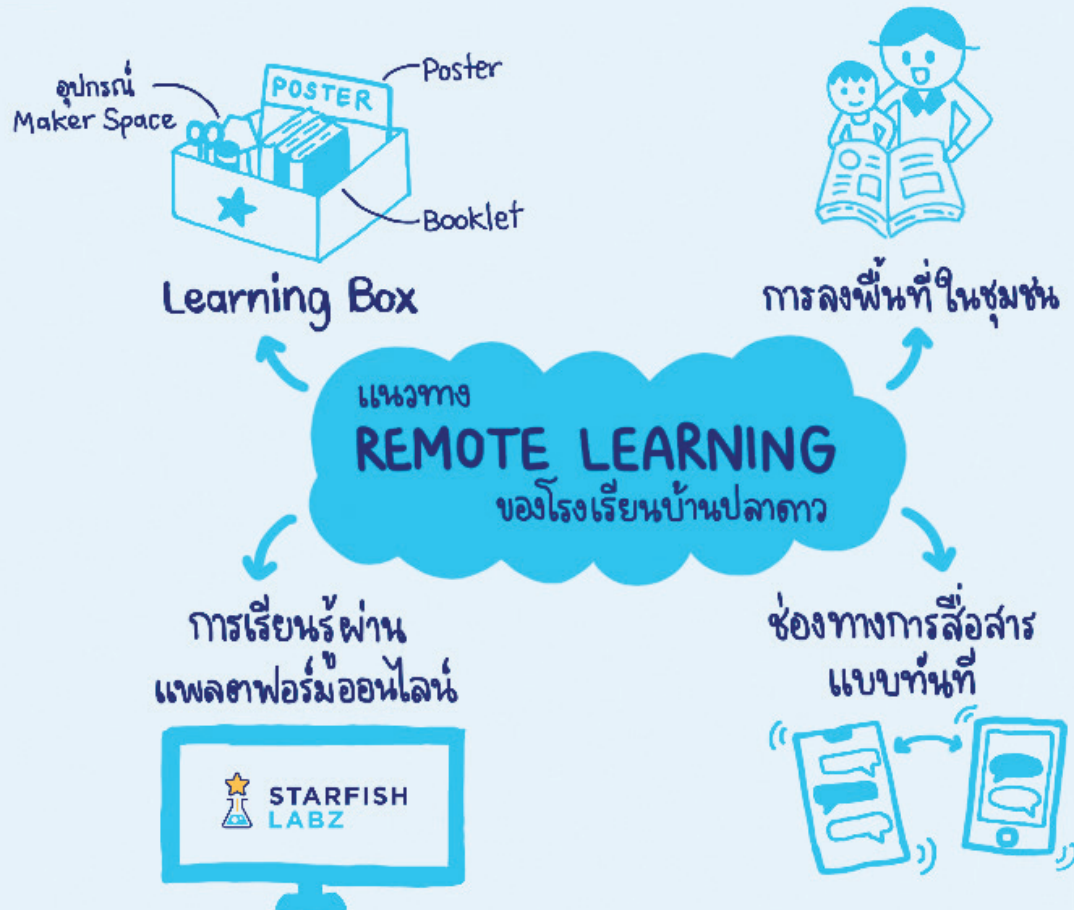 อุปกรณ์
Maker Space
POSTER
Poster
Booklet
Learning Box
การลงพื้นที่ในชุมชน
แนวทาง
REMOTE LEARNING
ของโรงเรียนบ้านปลาดาว
การเรียนรู้ผ่าน
แพลตฟอร์มออนไลน์
STARFISH
LABZ
ช่องทางการสื่อสาร
แบบทันที